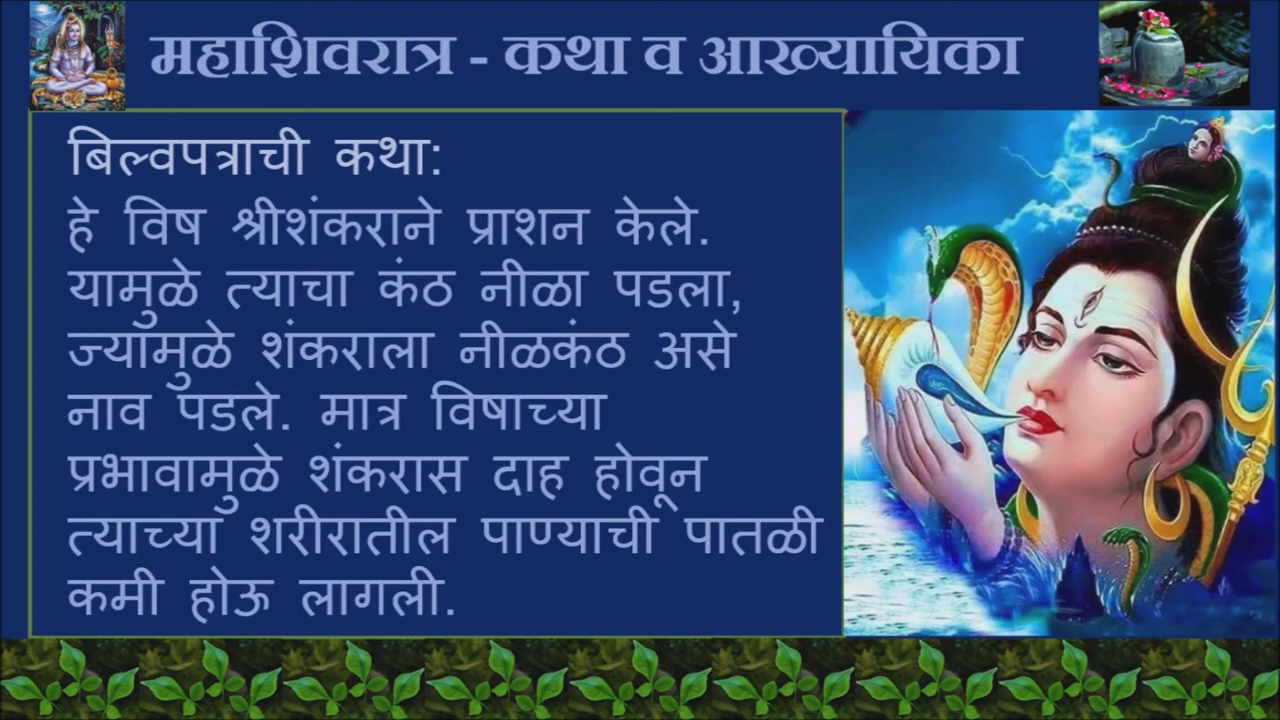 महाशिवरात्र - कथा व आख्यायिका
बिल्वपत्राची कथा:
हे विष श्रीशंकराने प्राशन केले.
यामुळे त्याचा कंठ नीळा पडला,
ज्यामुळे शंकराला नीळकंठ असे
नाव पडले. मात्र विषाच्या
प्रभावामुळे शंकरास दाह होवून
त्याच्या शरीरातील पाण्याची पातळी
कमी होऊ लागली.